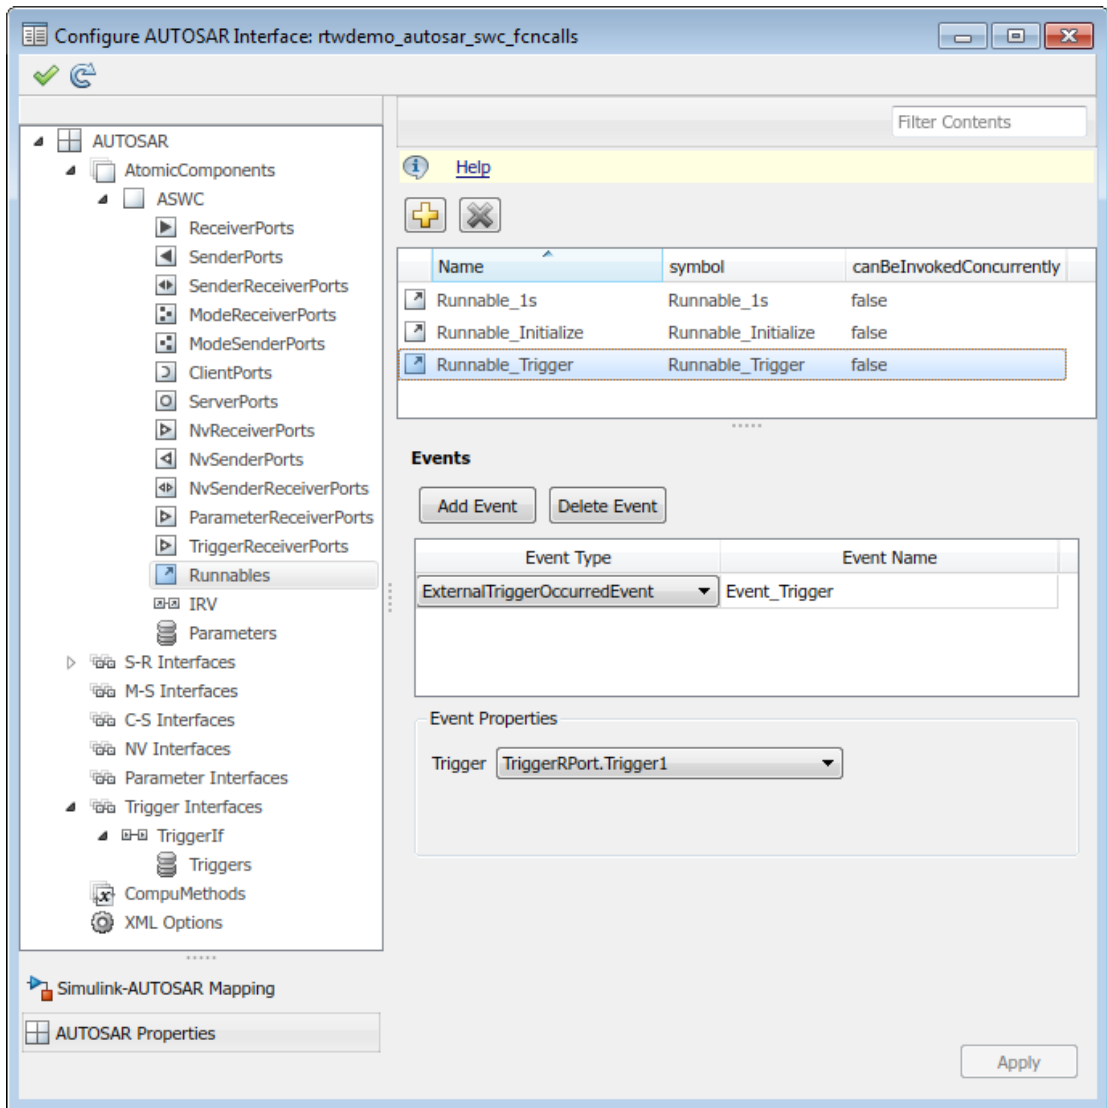 Configure AUTOSAR Interface: rtwdemo_autosar_swc_fcncalls
Filter Contents
AUTOSAR
AtomicComponents
ASWC
ReceiverPorts
SenderPorts
SenderReceiverPorts
ModeReceiverPorts
ModeSenderPorts
ClientPorts
ServerPorts
NvReceiverPorts
NvSenderPorts
NvSenderReceiverPorts
ParameterReceiverPorts
TriggerReceiverPorts
Runnables
IRV
Parameters
S-R Interfaces
M-S Interfaces
C-S Interfaces
NV Interfaces
Parameter Interfaces
Trigger Interfaces
TriggerIf
Triggers
CompuMethods
XML Options
Simulink-AUTOSAR Mapping
AUTOSAR Properties
Help
Name symbol canBeInvokedConcurrently
Runnable_1s Runnable_1s false
Runnable_Initialize Runnable_Initialize false
Runnable_Trigger Runnable_Trigger false
Events
Add Event Delete Event
Event Type Event Name
ExternalTriggerOccurredEvent Event_Trigger
Event Properties
Trigger TriggerRPort.Trigger1
Apply